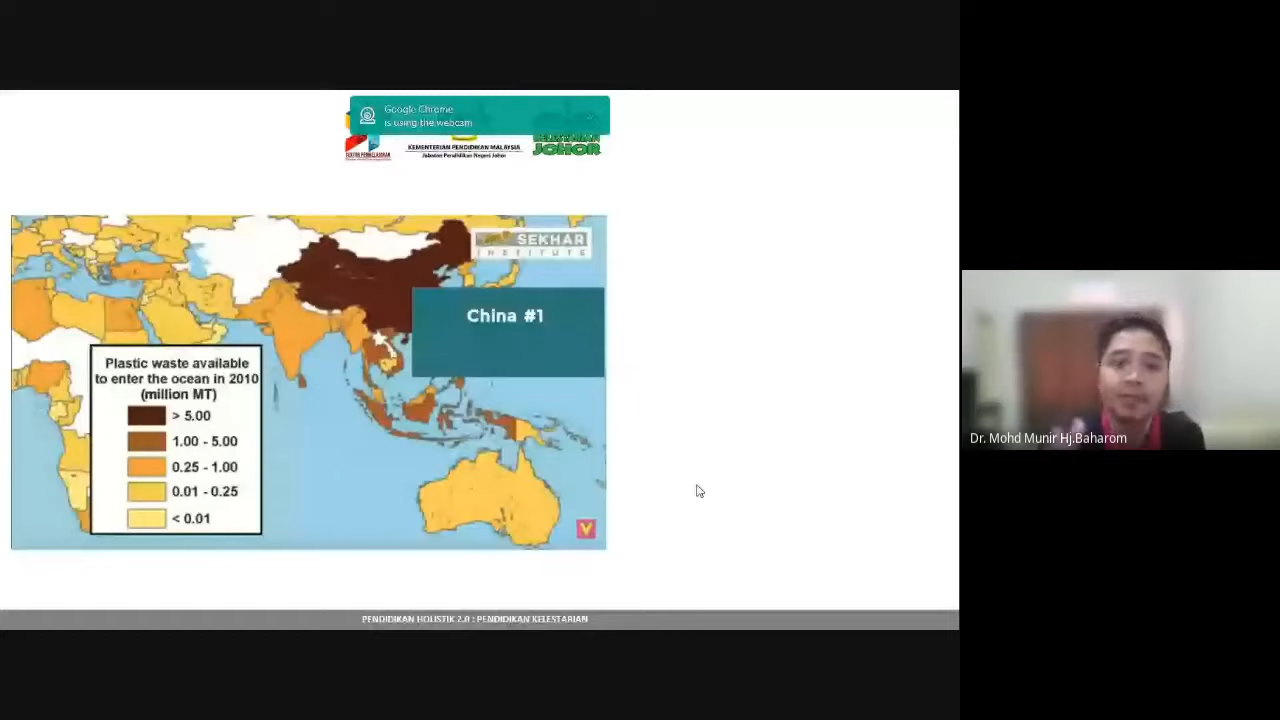 Google Chrome
is using the webcam
KEMENTERIAN PENDIDIKAN MALAYSIA
Jabatan Pendidikan Negeri Johor
JOHOR
SEKHAR
INSTITUTE
China #1
Plastic waste available
to enter the ocean in 2010
(million MT)
> 5.00
1.00 - 5.00
0.25 - 1.00
0.01 - 0.25
< 0.01
V
Dr. Mohd Munir Hj.Baharom
PENDIDIKAN HOLISTIK 2.0 : PENDIDIKAN KELESTARIAN